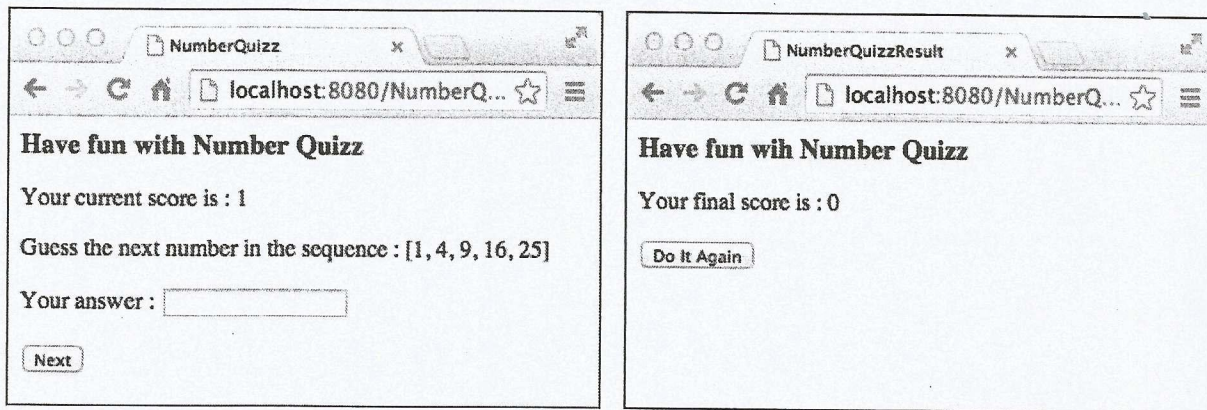 NumberQuizz
localhost:8080/NumberQ...
Have fun with Number Quizz
Your current score is : 1
Guess the next number in the sequence : [1, 4, 9, 16, 25]
Your answer :
Next
NumberQuizzResult
localhost:8080/NumberQ...
Have fun wih Number Quizz
Your final score is : 0
Do It Again